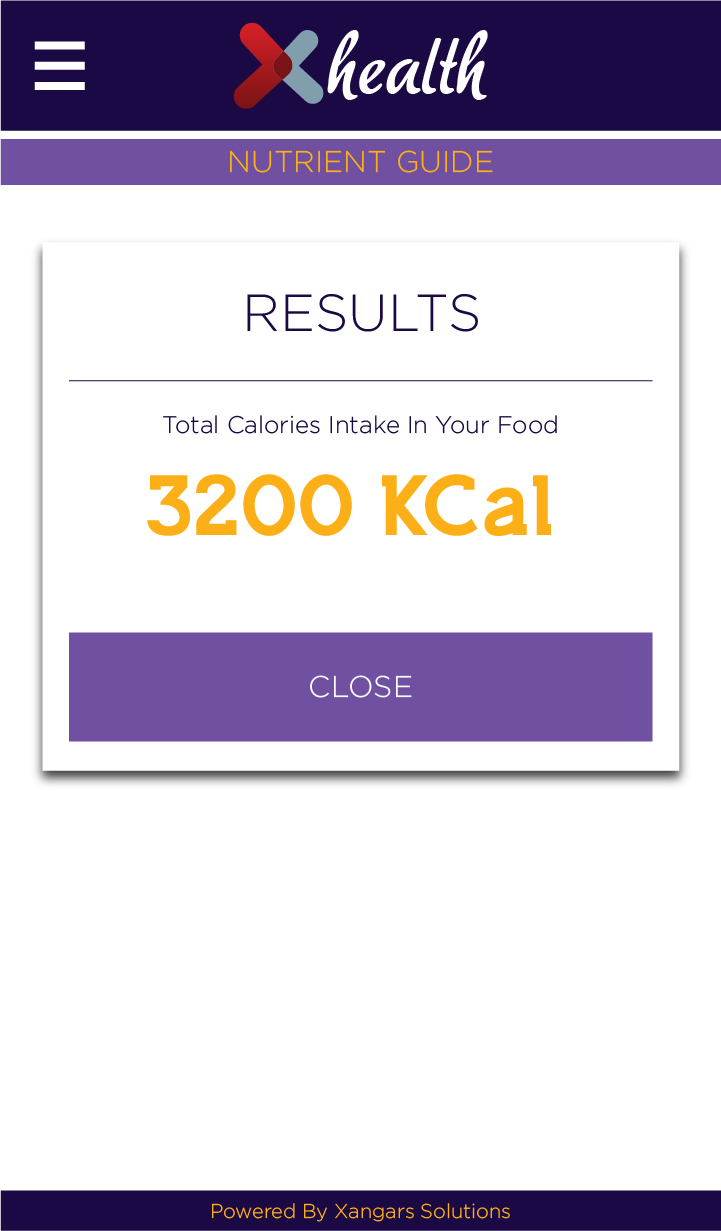 Xhealth
NUTRIENT GUIDE
RESULTS
Total Calories Intake In Your Food
3200 KCal
CLOSE
Powered By Xangars Solutions